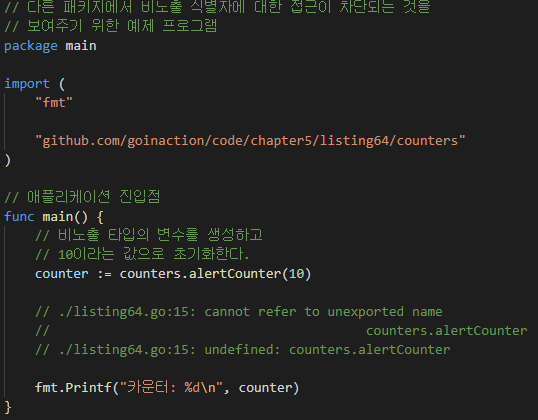 // 다른 패키지에서 비노출 식별자에 대한 접근이 차단되는 것을
// 보여주기 위한 예제 프로그램
package main
import (
"fmt"
"github.com/goinaction/code/chapter5/listing64/counters"
)
// 애플리케이션 진입점
func main() {
// 비노출 타입의 변수를 생성하고
// 10이라는 값으로 초기화한다.
counter := counters.alertCounter(10)
// ./listing64.go:15: cannot refer to unexported name
// counters.alertCounter
// ./listing64.go:15: undefined: counters.alertCounter
fmt.Printf("카운터: %d\n", counter)
}